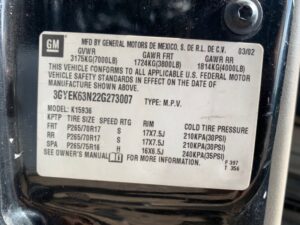 GM
MFD BY GENERAL MOTORS DE MEXICO, S. DE R.L. DE C.V. 03/02
GVWR GAWR FRT GAWR RR
3175KG(7000LB) 1724KG(3800LB) 1814KG(4000LB)
THIS VEHICLE CONFORMS TO ALL APPLICABLE U.S. FEDERAL
MOTOR VEHICLE SAFETY STANDARDS IN EFFECT ON THE DATE OF
MANUFACTURE SHOWN ABOVE.
3GYEK63N22G273007 TYPE: M.P.V.
MODEL: K15936
KPTP TIRE SIZE SPEED RTG RIM COLD TIRE PRESSURE
FRT P265/70R17 S 17X7.5J 210KPA(30PSI)
RR P265/70R17 S 17X7.5J 210KPA(30PSI)
SPA P265/75R16 H 16X6.5J 240KPA(35PSI)
SEE OWNER'S MANUAL FOR MORE INFORMATION.
F 397
T 356